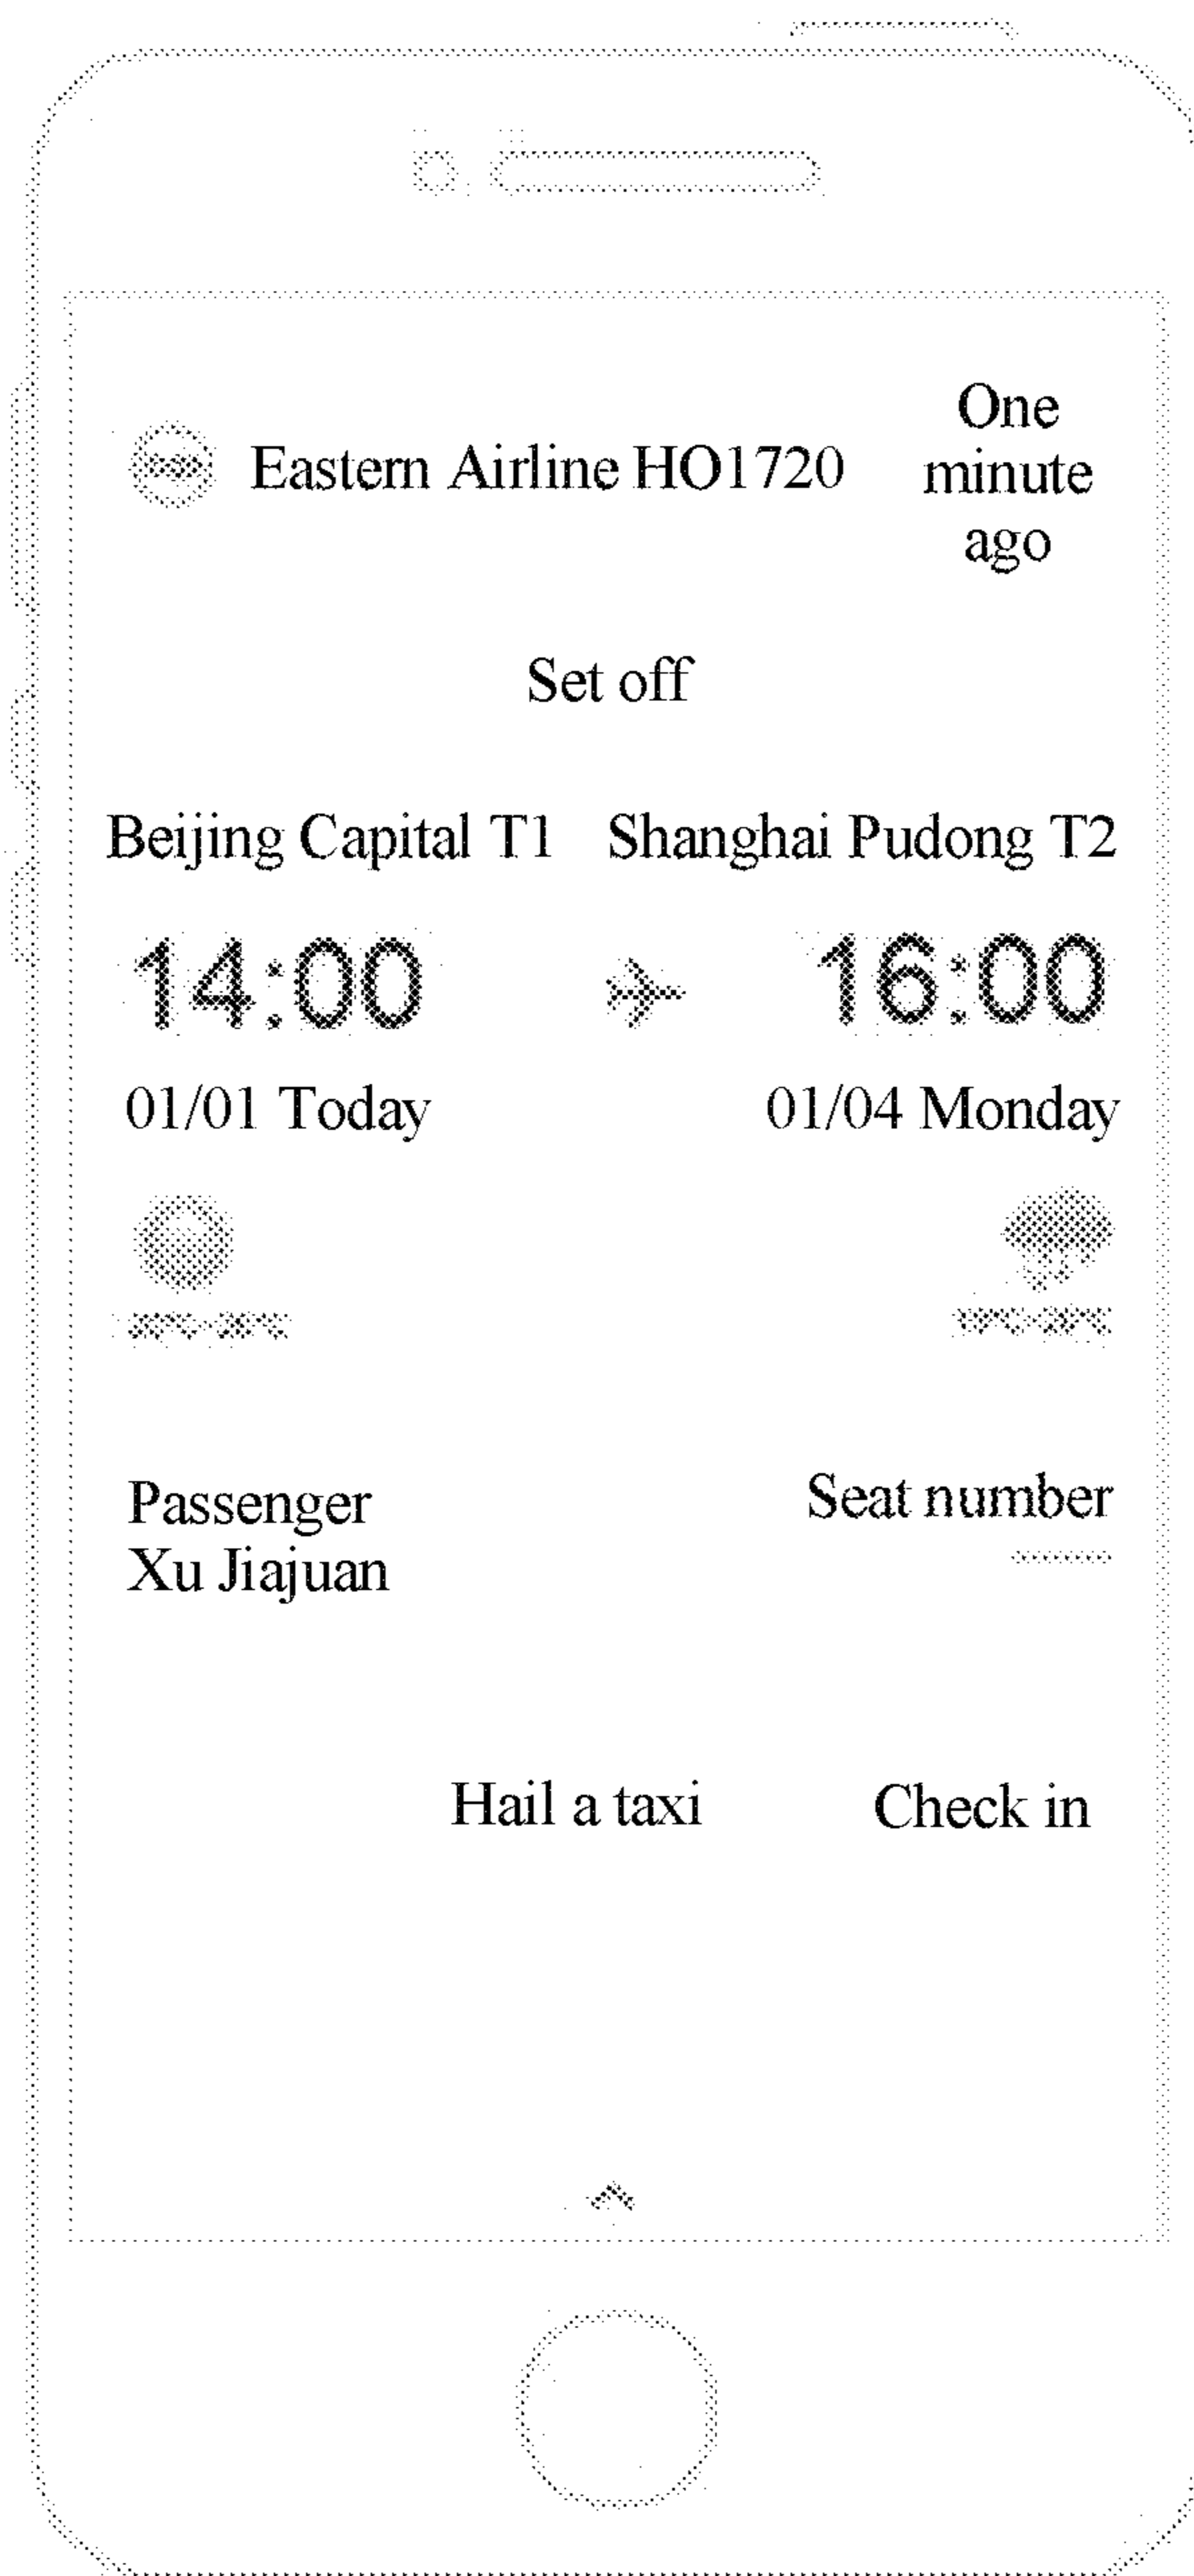 Eastern Airline HO1720
One
minute
ago
Set off
Beijing Capital T1 Shanghai Pudong T2
14:00 16:00
01/01 Today 01/04 Monday
Passenger Seat number
Xu Jiajuan
Hail a taxi Check in